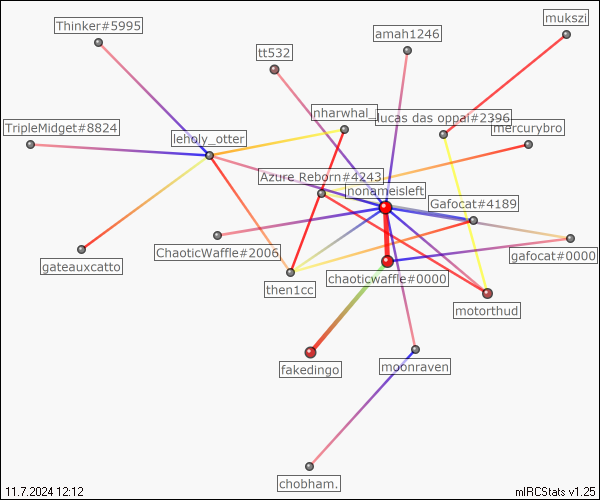 mukszi
Thinker#5995
amah1246
tt532
nharwhal_
lucas das oppai#2396
TripleMidget#8824
mercurybro
leholy_otter
Azure Reborn#4243
nonameisleft
Gafocat#4189
ChaoticWaffle#2006
gafocat#0000
gateauxcatto
chaoticwaffle#0000
then1cc
motorthud
fakedingo
moonraven
chobham.
11.7.2024 12:12
mIRCStats v1.25